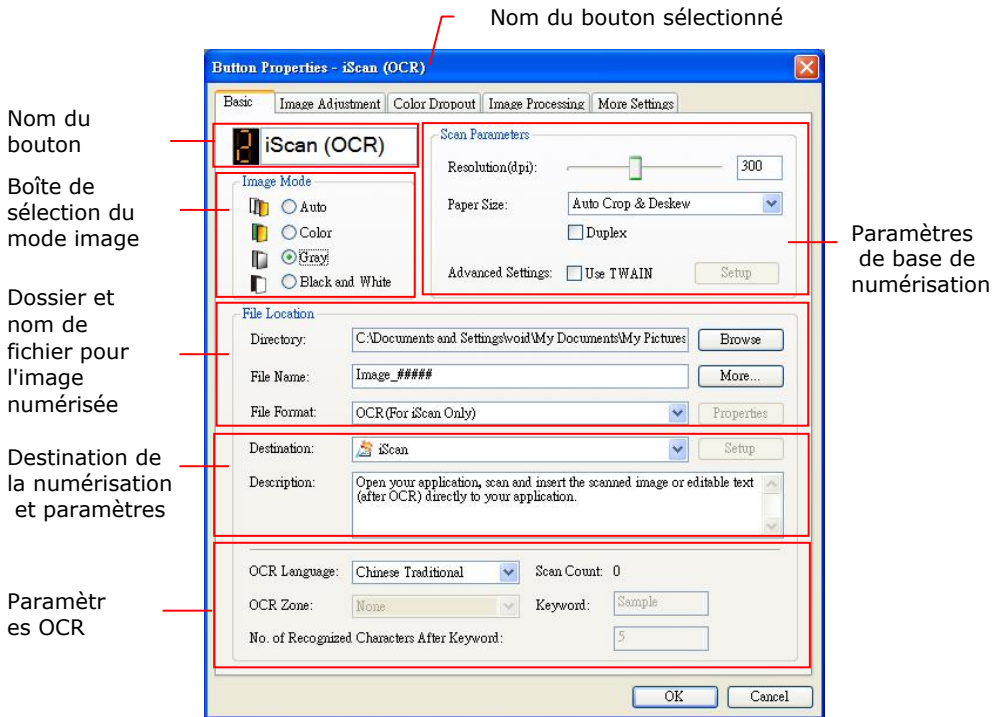 Nom du bouton sélectionné
Button Properties - iScan (OCR)
Basic
Image Adjustment
Color Dropout
Image Processing
More Settings
Nom du
bouton
2 iScan (OCR)
Boîte de
sélection du
mode image
Image Mode
Auto
Color
Gray
Black and White
Scan Parameters
Resolution(dpi): 300
Paper Size: Auto Crop & Deskew
Duplex
Advanced Settings: Use TWAIN Setup
Paramètres
de base de
numérisation
Dossier et
nom de
fichier pour
l'image
numérisée
File Location
Directory: C:\Documents and Settings\void\My Documents\My Pictures Browse
File Name: Image_##### More...
File Format: OCR(For iScan Only) Properties
Destination de
la numérisation
et paramètres
Destination: iScan Setup
Description: Open your application, scan and insert the scanned image or editable text
(after OCR) directly to your application.
Paramètr
es OCR
OCR Language: Chinese Traditional Scan Count: 0
OCR Zone: None Keyword: Sample
No. of Recognized Characters After Keyword: 5
OK Cancel